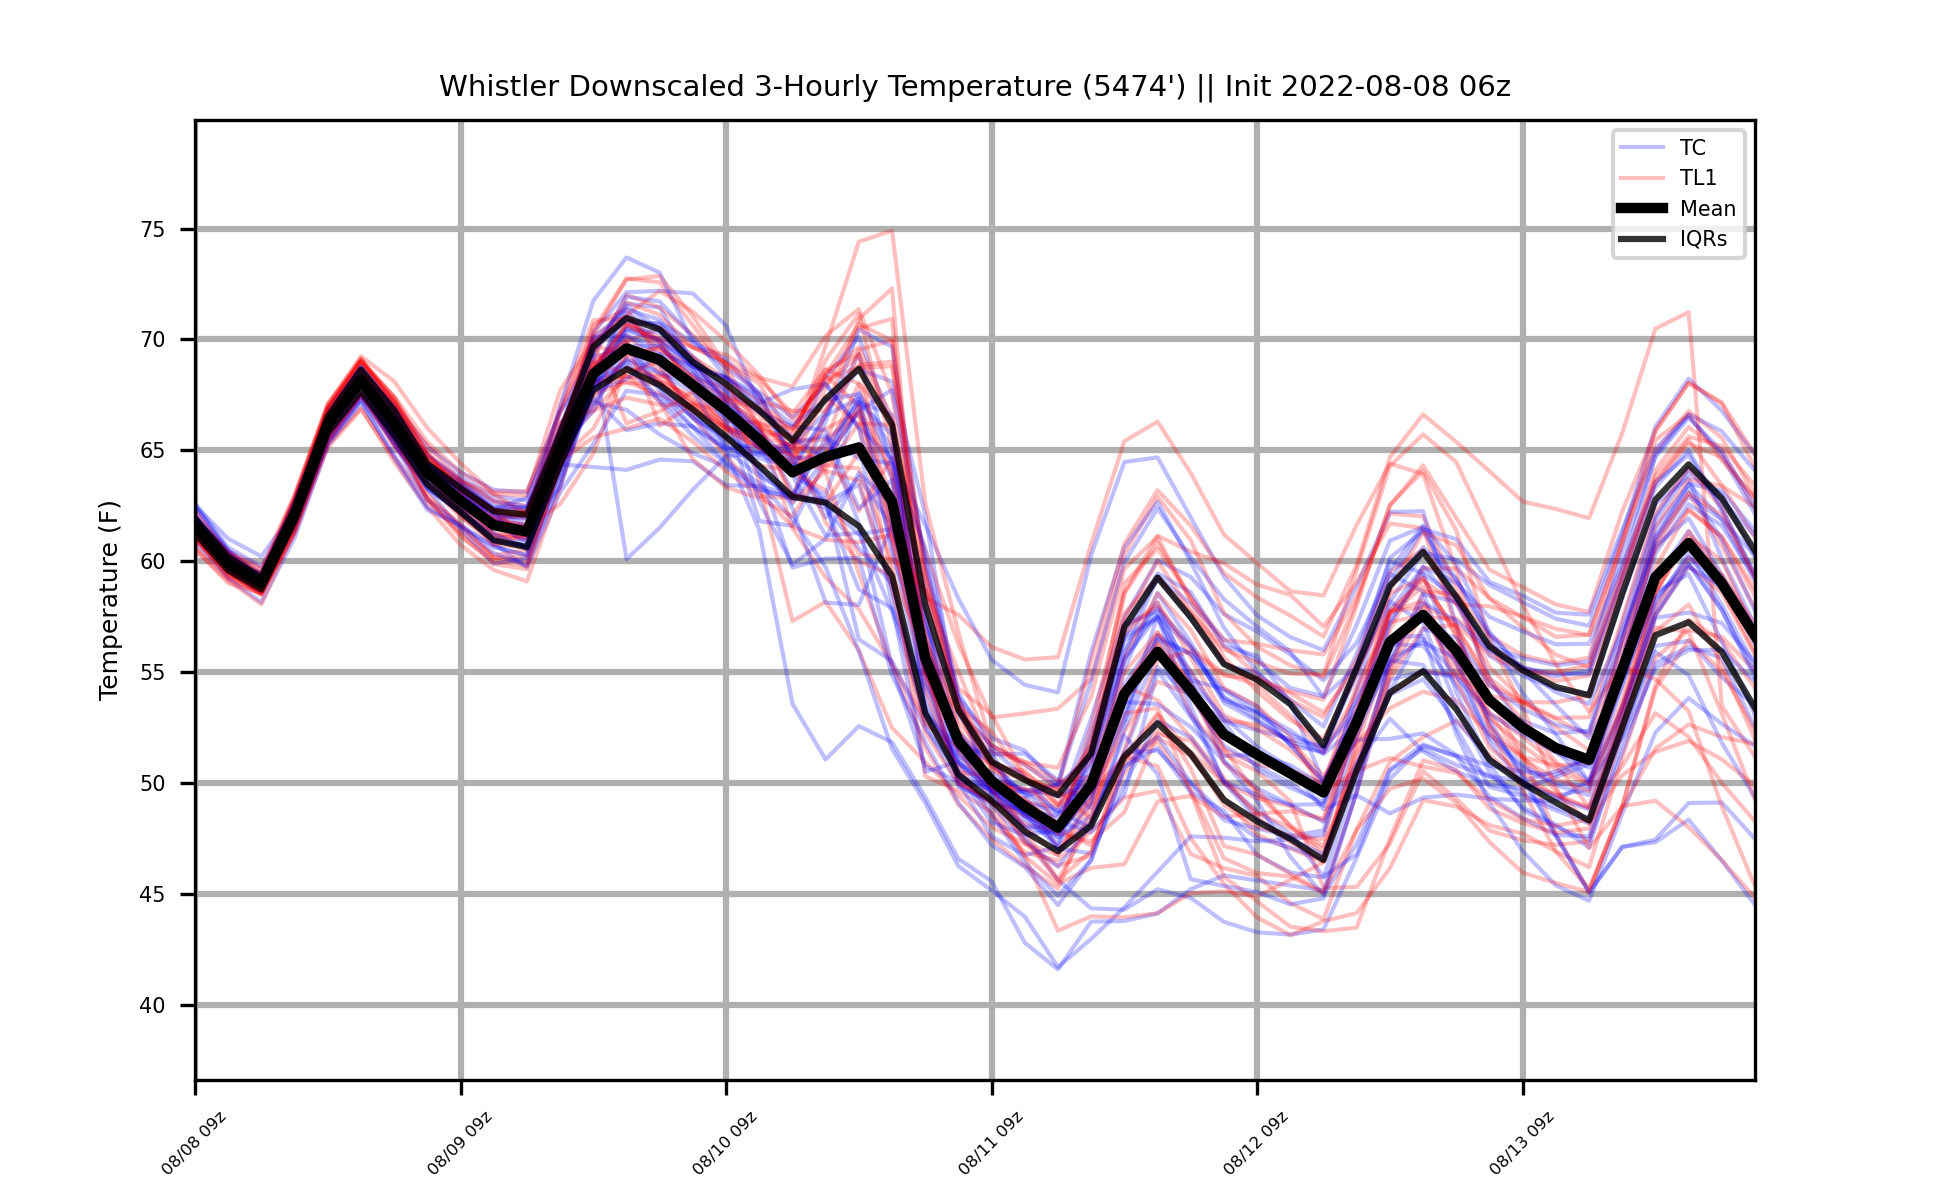 Whistler Downscaled 3-Hourly Temperature (5474') || Init 2022-08-08 06z
TC
TL1
Mean
IQRs
Temperature (F)
75
70
65
60
55
50
45
40
08/08 09z
08/09 09z
08/10 09z
08/11 09z
08/12 09z
08/13 09z